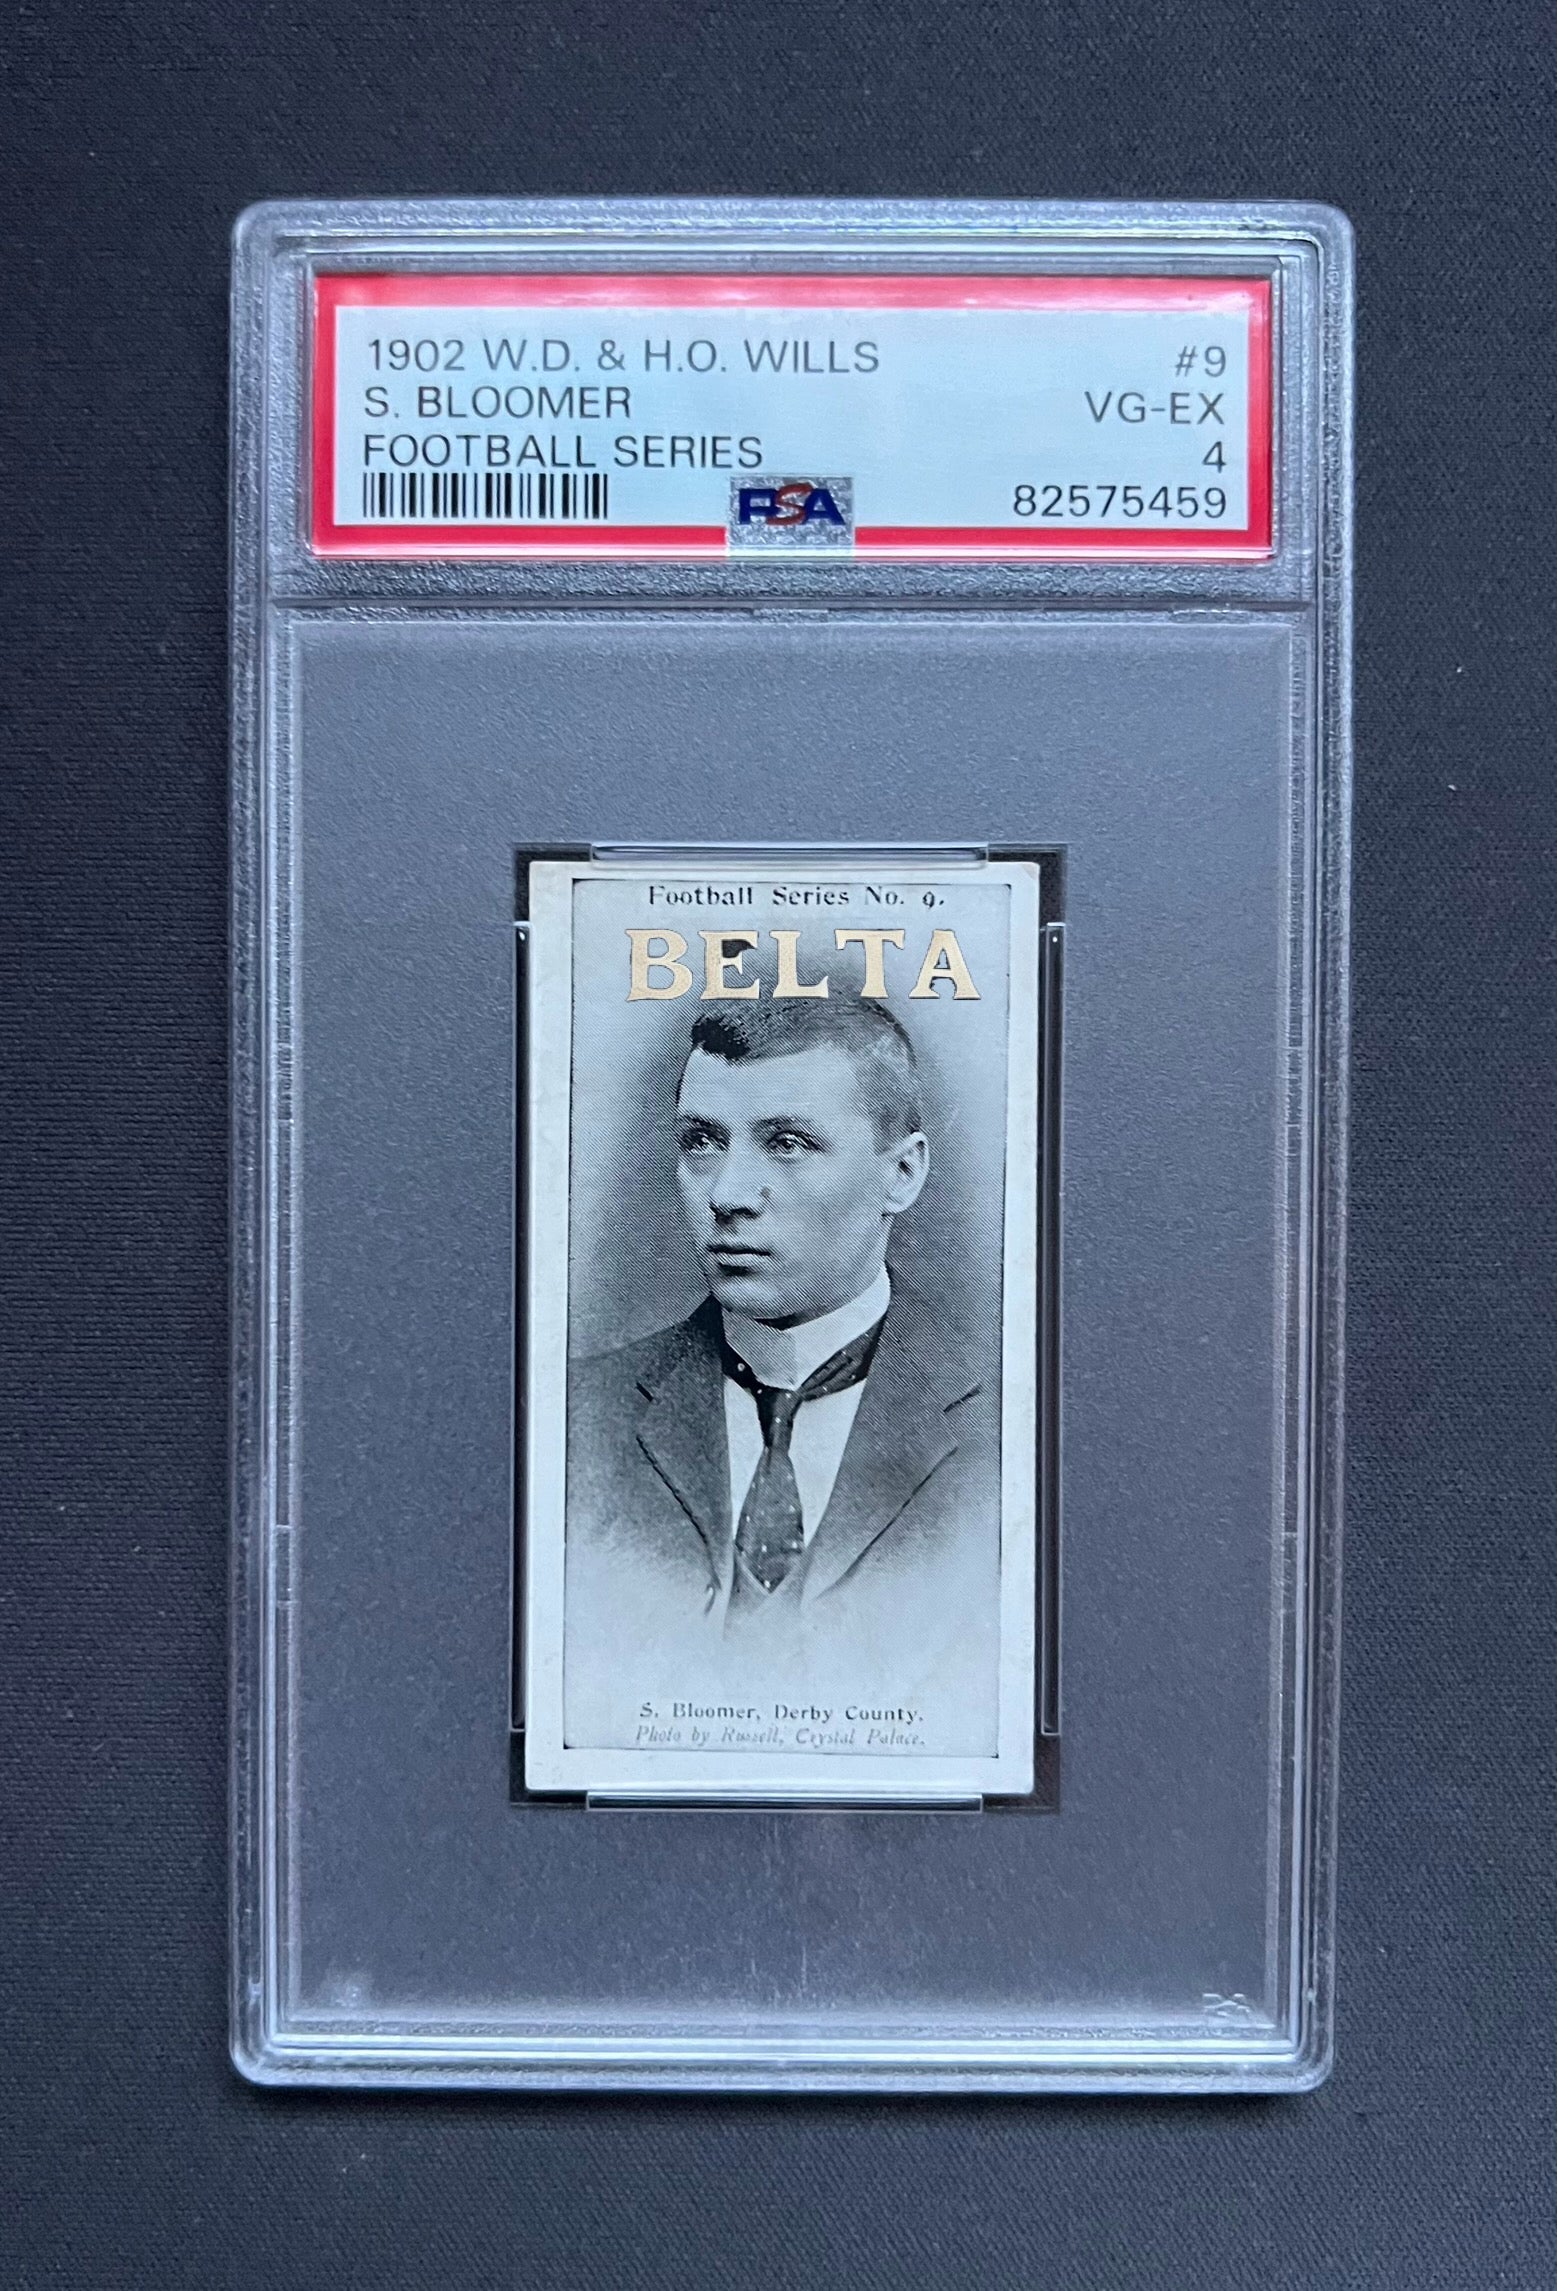 1902 W.D. & H.O. WILLS #9
S. BLOOMER VG-EX
FOOTBALL SERIES 4
PSA 82575459
Football Series No. 9.
BELTA
S. Bloomer, Derby County.
Photo by Russell, Crystal Palace.
PSA